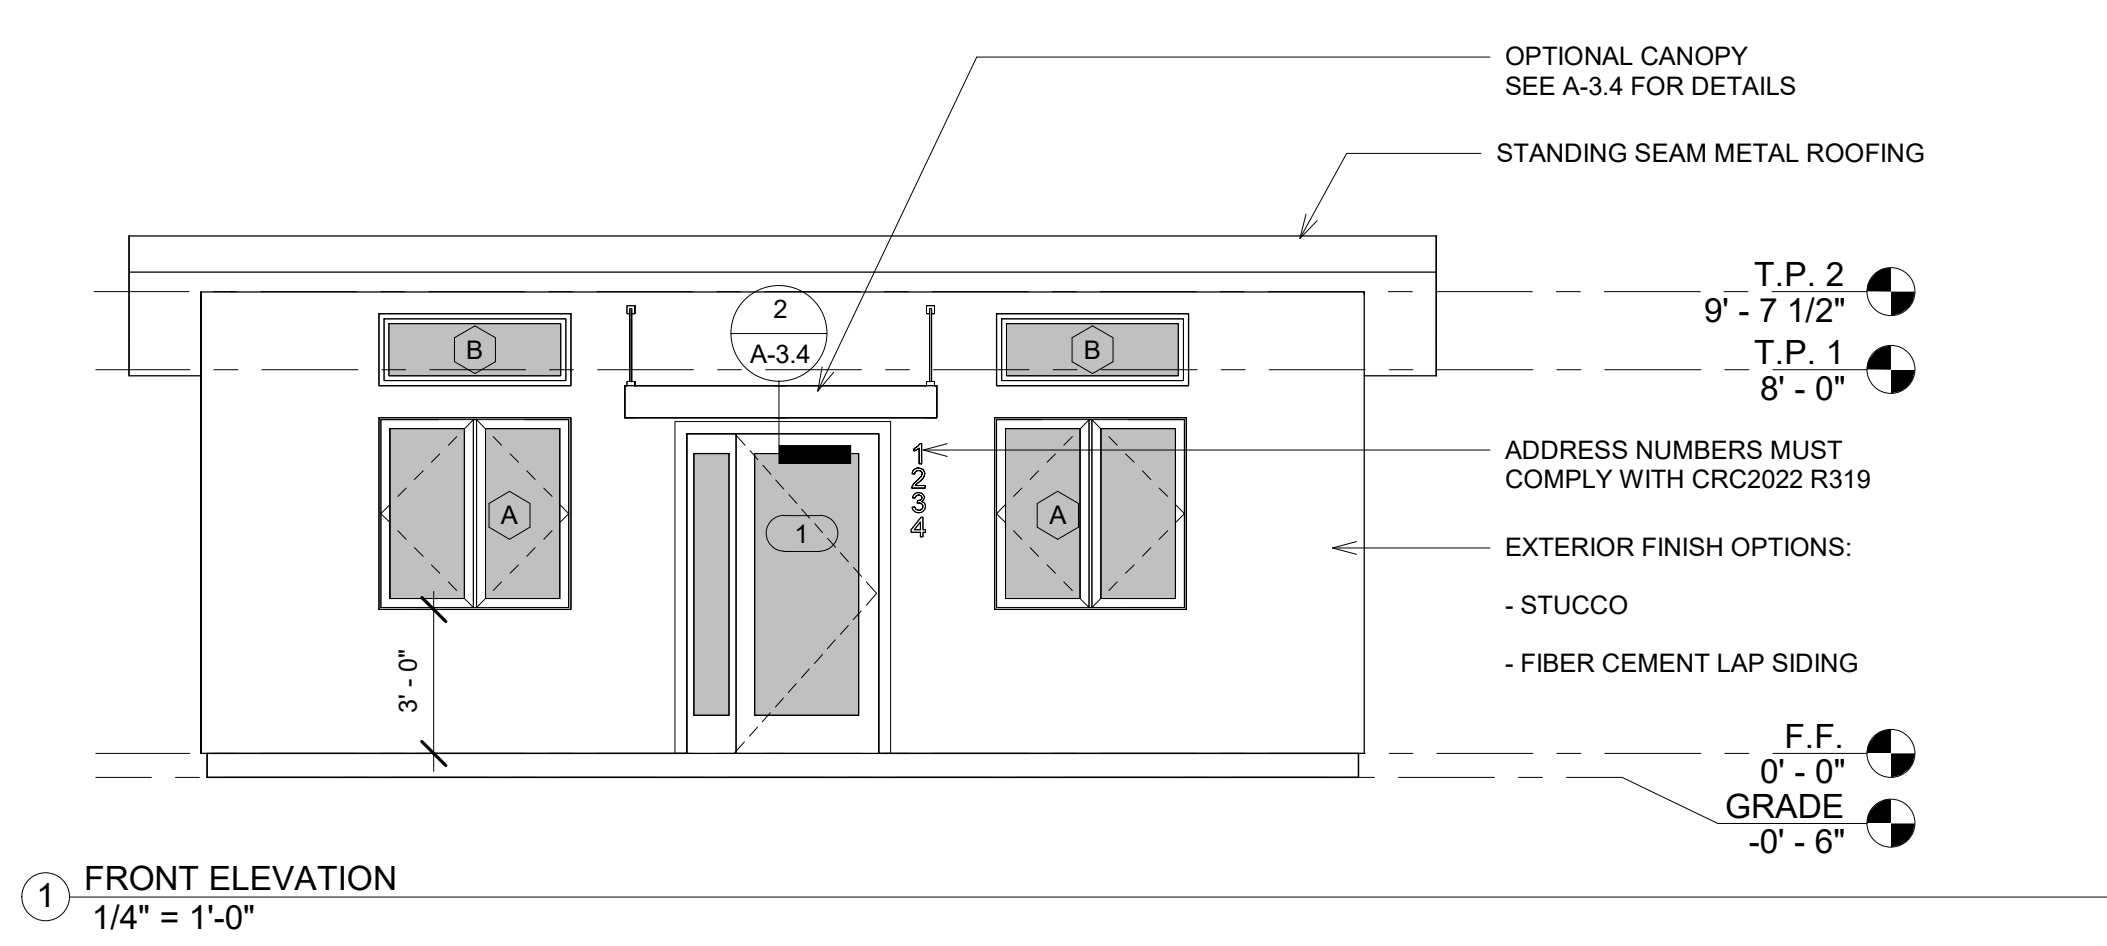 OPTIONAL CANOPY
SEE A-3.4 FOR DETAILS
STANDING SEAM METAL ROOFING
T.P. 2
9' - 7 1/2"
T.P. 1
8' - 0"
2
A-3.4
B
B
ADDRESS NUMBERS MUST
COMPLY WITH CRC2022 R319
1
2
3
4
A
1
A
EXTERIOR FINISH OPTIONS:
- STUCCO
- FIBER CEMENT LAP SIDING
3' - 0"
F.F.
0' - 0"
GRADE
-0' - 6"
1
FRONT ELEVATION
1/4" = 1'-0"